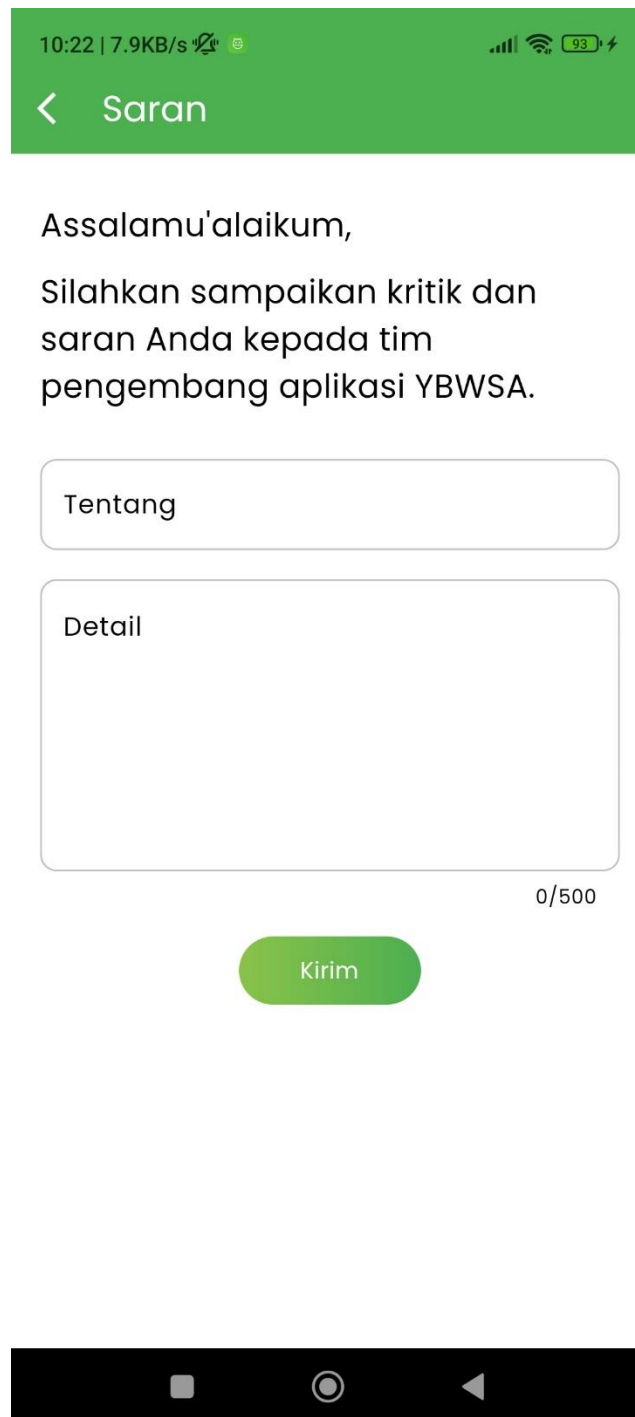 10:22 | 7.9KB/s
93
Saran
Assalamu'alaikum,
Silahkan sampaikan kritik dan
saran Anda kepada tim
pengembang aplikasi YBWSA.
Tentang
Detail
0/500
Kirim